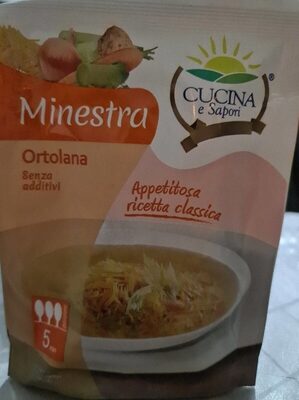 Minestra
CUCINA
e Sapori
®
Ortolana
Senza
additivi
Appetitosa
ricetta classica
5